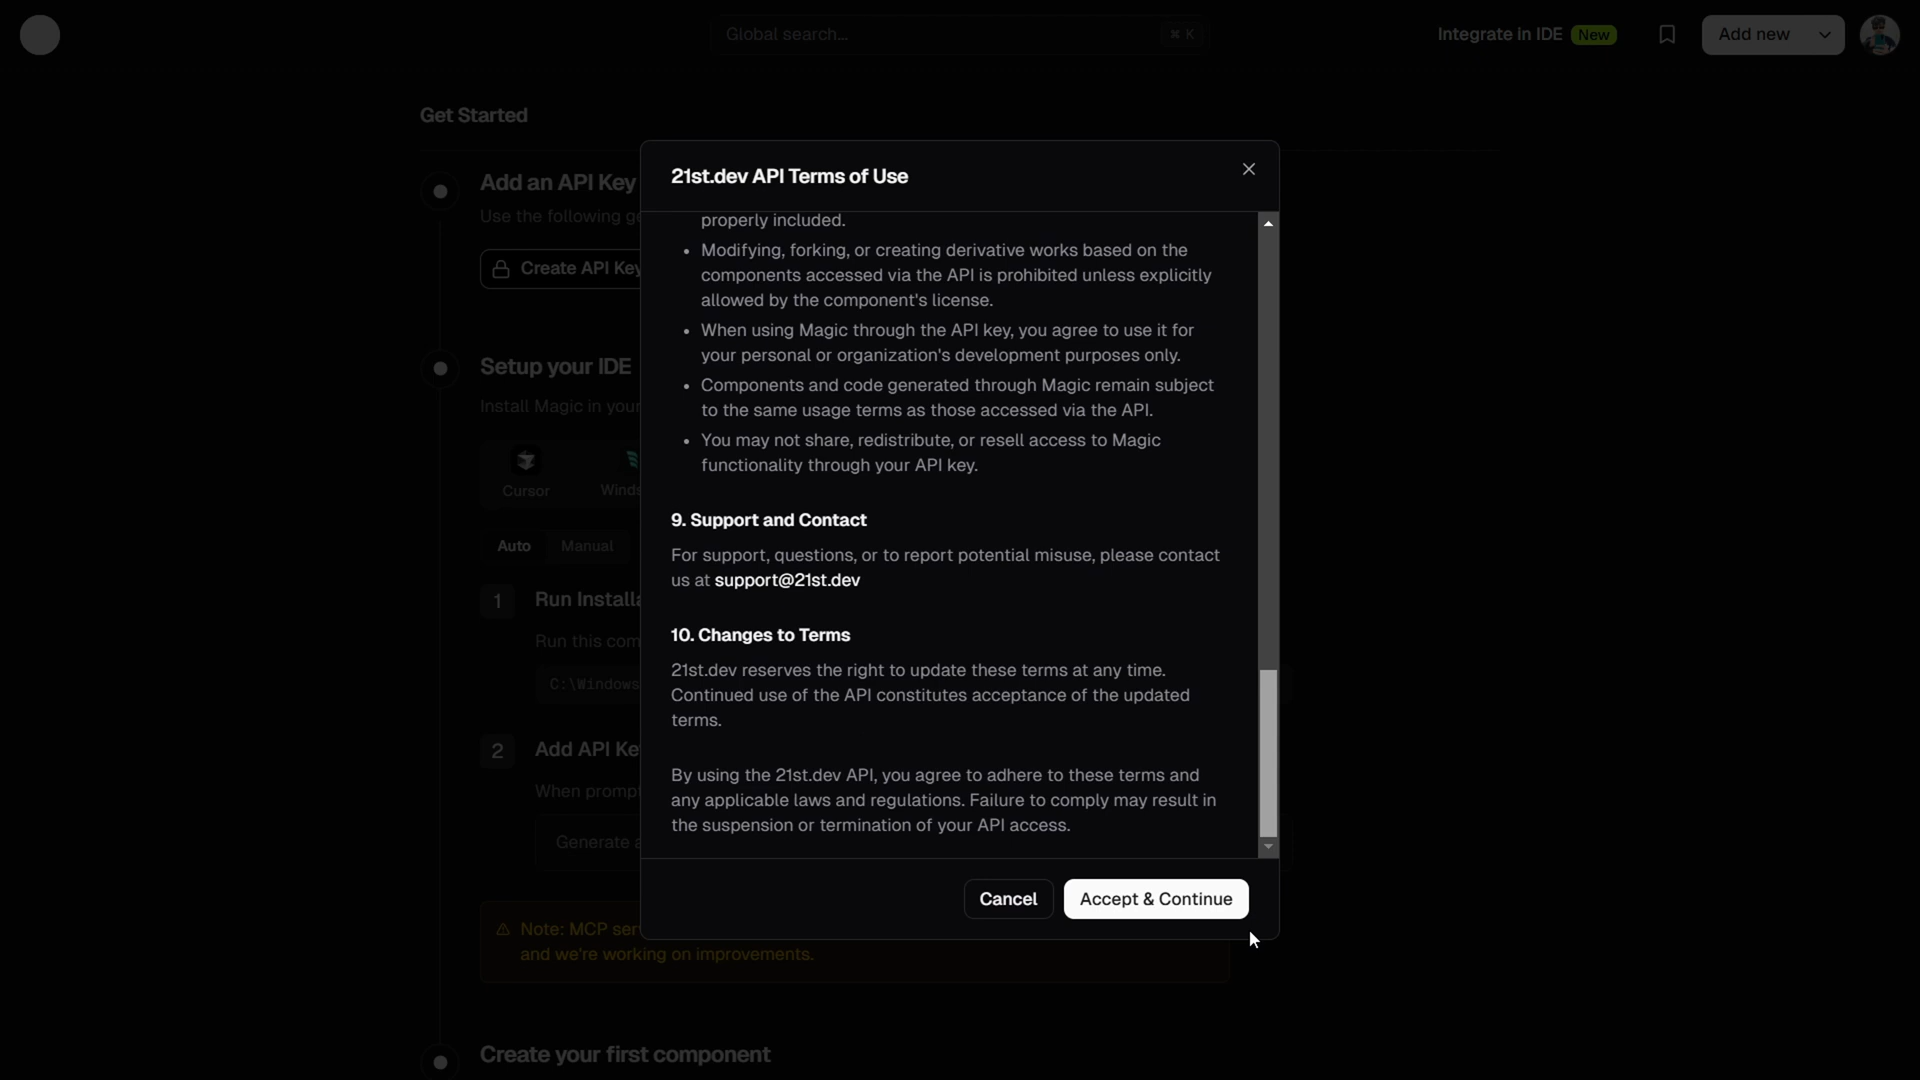 Global search...
⌘ K
Integrate in IDE
New
Add new
Get Started
Add an API Key
Use the following ge
Create API Key
Setup your IDE
Install Magic in your
Cursor
Winds
Auto
Manual
1
Run Installa
Run this com
C:\Windows
2
Add API Ke
When prompt
Generate a
Note: MCP ser
and we're working on improvements.
Create your first component
21st.dev API Terms of Use
properly included.
• Modifying, forking, or creating derivative works based on the
components accessed via the API is prohibited unless explicitly
allowed by the component's license.
• When using Magic through the API key, you agree to use it for
your personal or organization's development purposes only.
• Components and code generated through Magic remain subject
to the same usage terms as those accessed via the API.
• You may not share, redistribute, or resell access to Magic
functionality through your API key.
9. Support and Contact
For support, questions, or to report potential misuse, please contact
us at support@21st.dev
10. Changes to Terms
21st.dev reserves the right to update these terms at any time.
Continued use of the API constitutes acceptance of the updated
terms.
By using the 21st.dev API, you agree to adhere to these terms and
any applicable laws and regulations. Failure to comply may result in
the suspension or termination of your API access.
Cancel
Accept & Continue